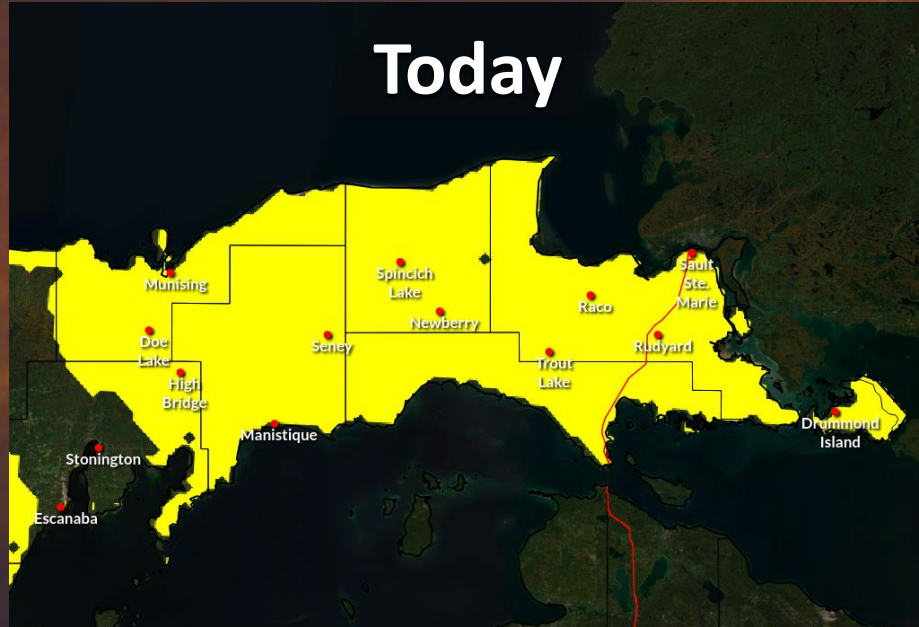 Today
Munising
Spincich
Lake
Sault
Ste.
Marie
Raco
Newberry
Doe
Lake
Seney
Rudyard
Trout
Lake
High
Bridge
Manistique
Drummond
Island
Stonington
Escanaba